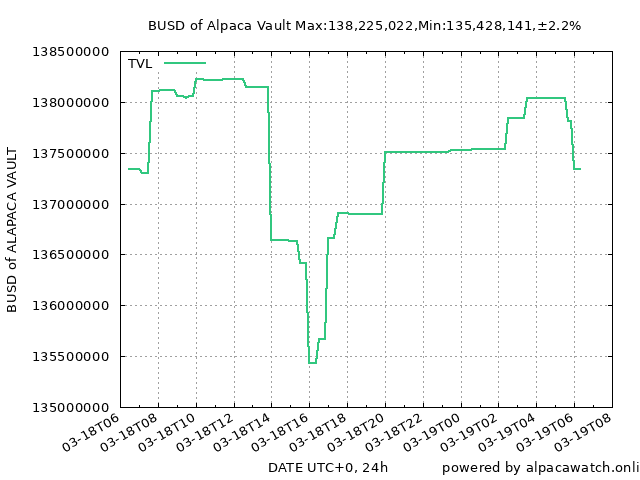 BUSD of Alpaca Vault Max:138,225,022,Min:135,428,141,±2.2%
TVL
138500000
138000000
137500000
137000000
136500000
136000000
135500000
135000000
BUSD of ALAPACA VAULT
03-18T06
03-18T08
03-18T10
03-18T12
03-18T14
03-18T16
03-18T18
03-18T20
03-18T22
03-19T00
03-19T02
03-19T04
03-19T06
03-19T08
DATE UTC+0, 24h
powered by alpacawatch.onli